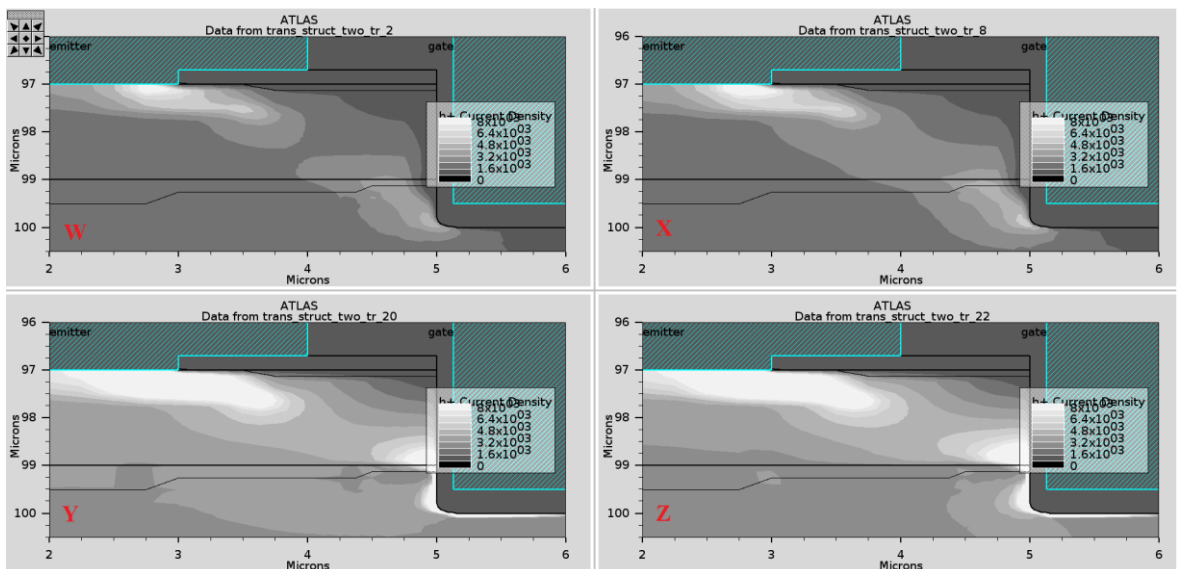 ATLAS
Data from trans_struct_two_tr_2
emitter
gate
96
97
98
99
100
Microns
h+ Current Density
8x10^03
6.4x10^03
4.8x10^03
3.2x10^03
1.6x10^03
0
W
2 3 4 5 6
Microns
ATLAS
Data from trans_struct_two_tr_8
emitter
gate
96
97
98
99
100
Microns
h+ Current Density
8x10^03
6.4x10^03
4.8x10^03
3.2x10^03
1.6x10^03
0
X
2 3 4 5 6
Microns
ATLAS
Data from trans_struct_two_tr_20
emitter
gate
96
97
98
99
100
Microns
h+ Current Density
8x10^03
6.4x10^03
4.8x10^03
3.2x10^03
1.6x10^03
0
Y
2 3 4 5 6
Microns
ATLAS
Data from trans_struct_two_tr_22
emitter
gate
96
97
98
99
100
Microns
h+ Current Density
8x10^03
6.4x10^03
4.8x10^03
3.2x10^03
1.6x10^03
0
Z
2 3 4 5 6
Microns